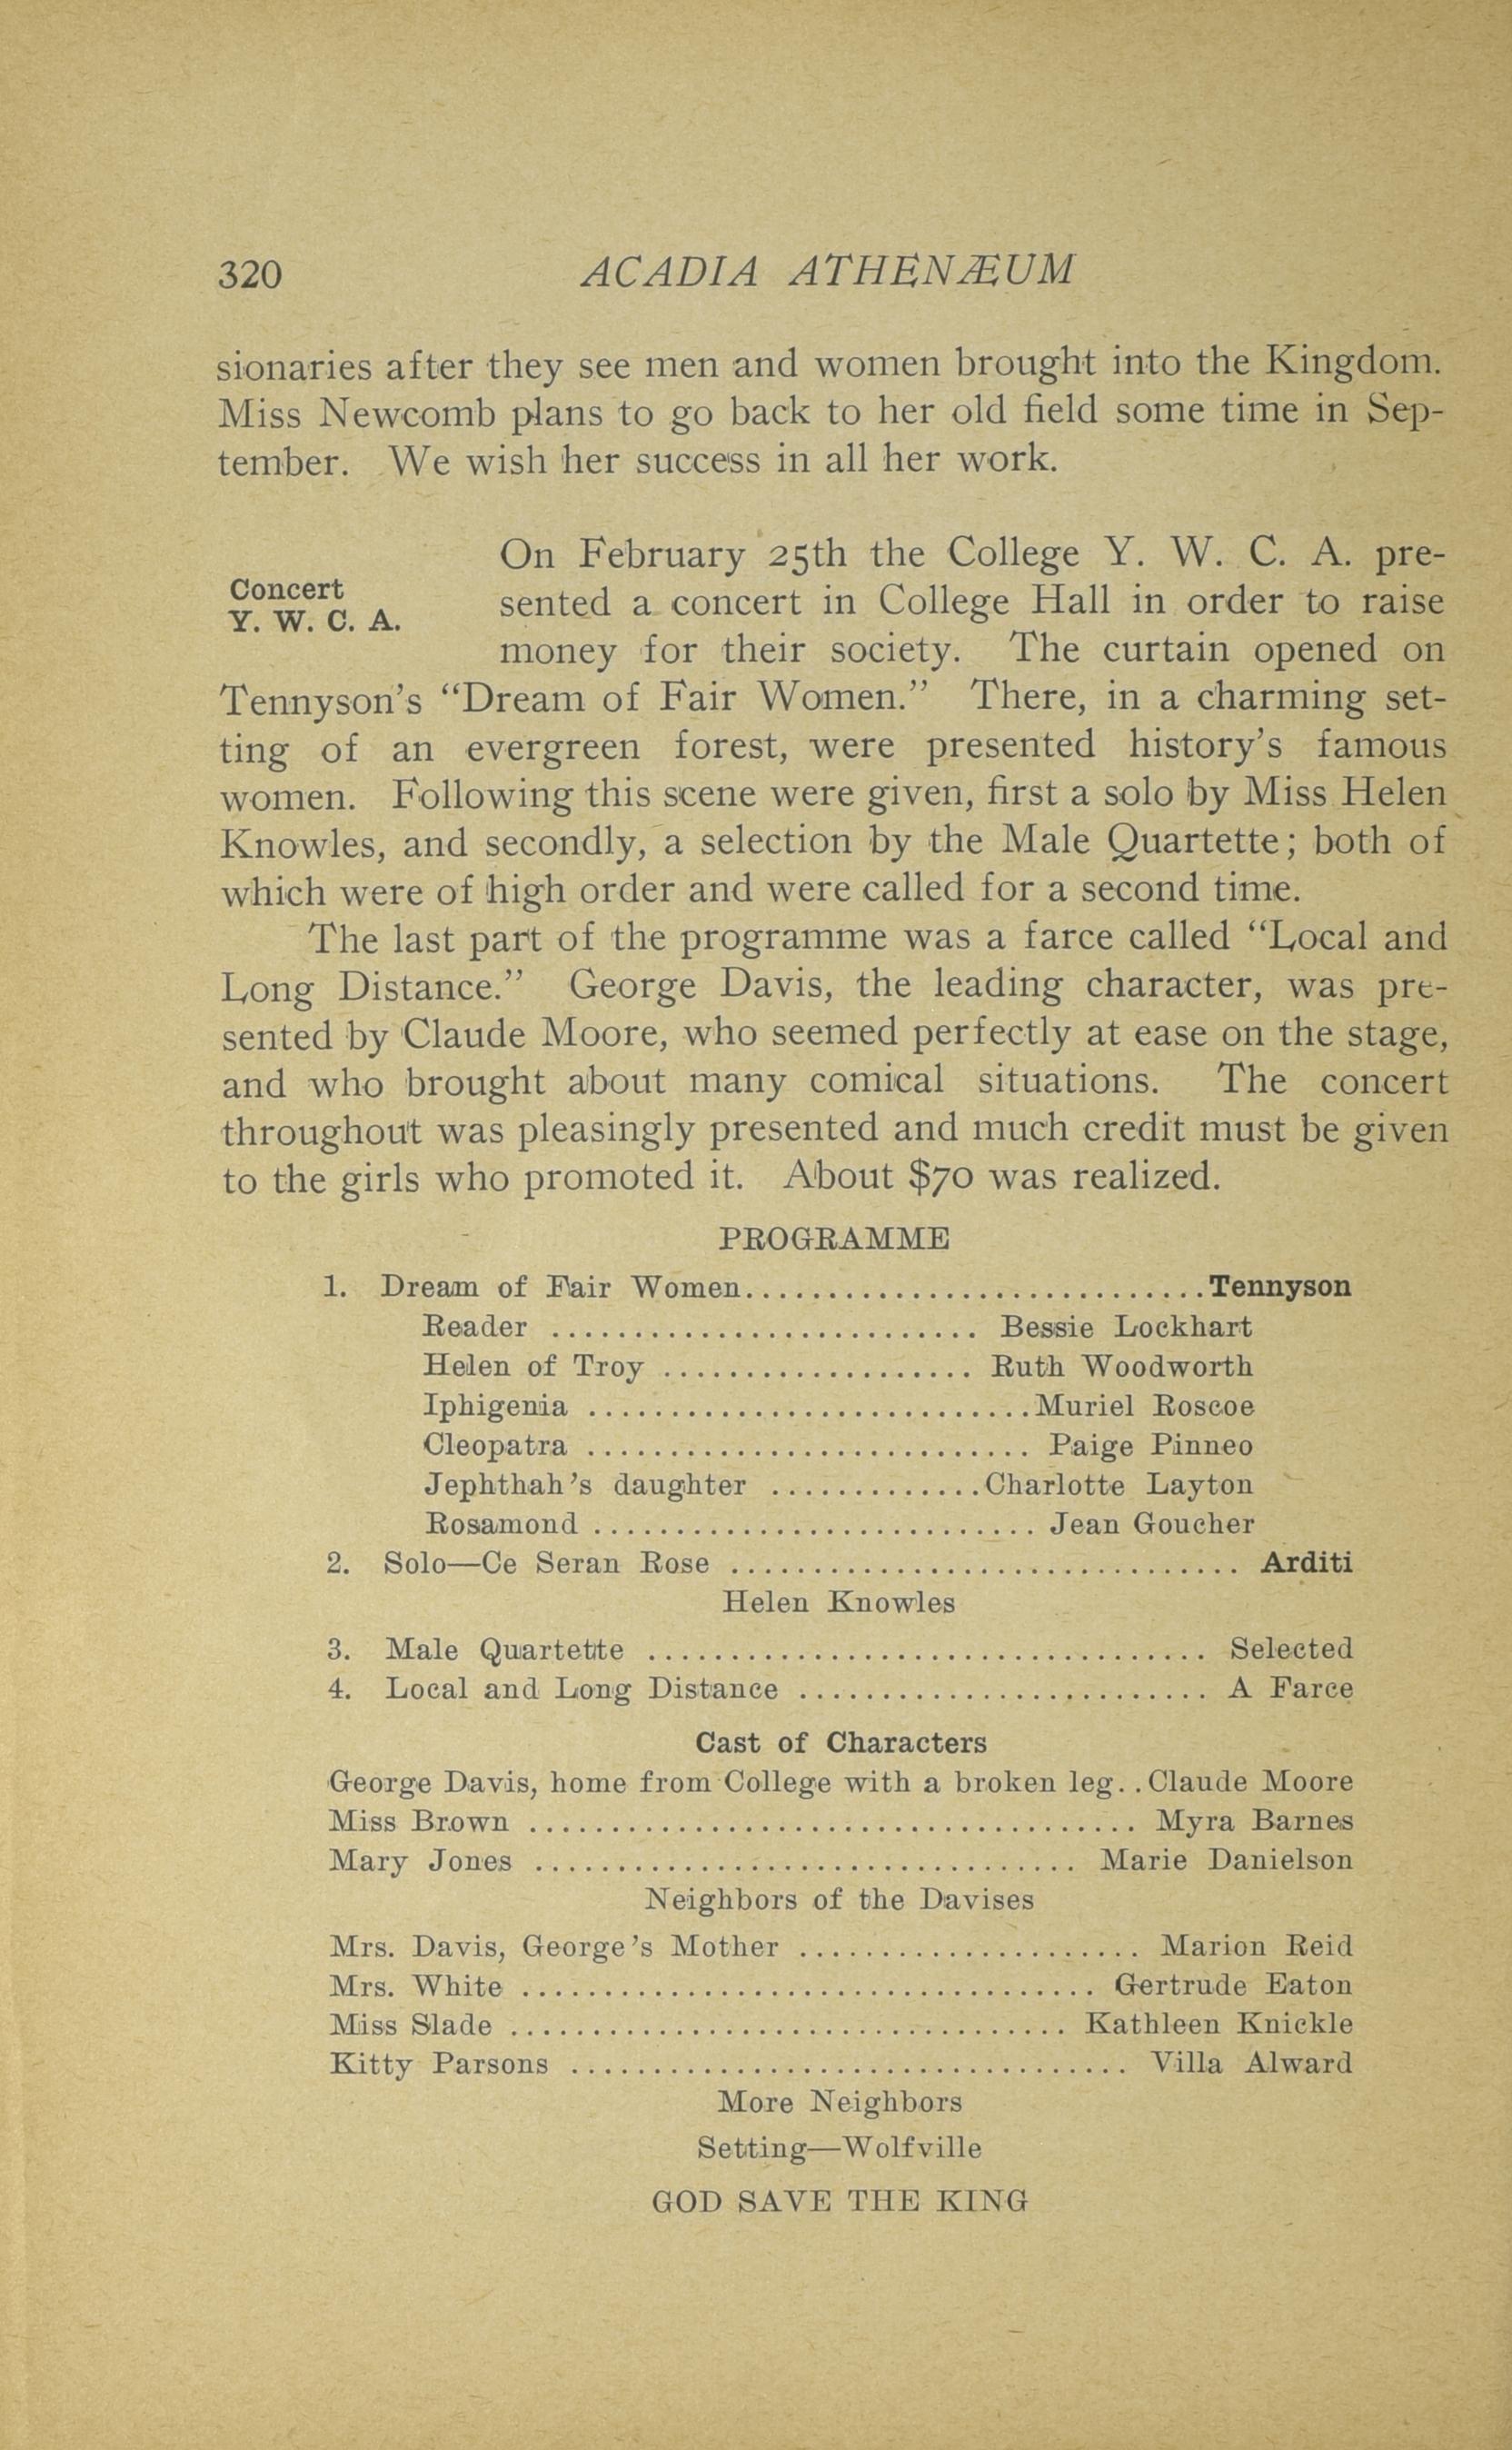 320 ACADIA ATHENÆUM
sionaries after they see men and women brought into the Kingdom.
Miss Newcomb plans to go back to her old field some time in Sep-
tember. We wish her success in all her work.
Concert
Y. W. C. A.
On February 25th the College Y. W. C. A. pre-
sented a concert in College Hall in order to raise
money for their society. The curtain opened on
Tennyson's "Dream of Fair Women." There, in a charming set-
ting of an evergreen forest, were presented history's famous
women. Following this scene were given, first a solo by Miss Helen
Knowles, and secondly, a selection by the Male Quartette; both of
which were of high order and were called for a second time.
The last part of the programme was a farce called "Local and
Long Distance." George Davis, the leading character, was pre-
sented by Claude Moore, who seemed perfectly at ease on the stage,
and who brought about many comical situations. The concert
throughout was pleasingly presented and much credit must be given
to the girls who promoted it. About $70 was realized.
PROGRAMME
1. Dream of Fair Women............................Tennyson
Reader .......................... Bessie Lockhart
Helen of Troy ................... Ruth Woodworth
Iphigenia ...........................Muriel Roscoe
Cleopatra ........................... Paige Pinneo
Jephthah's daughter .............Charlotte Layton
Rosamond ........................... Jean Goucher
2. Solo—Ce Seran Rose ............................... Arditi
Helen Knowles
3. Male Quartette .................................. Selected
4. Local and Long Distance ......................... A Farce
Cast of Characters
George Davis, home from College with a broken leg..Claude Moore
Miss Brown ..................................... Myra Barnes
Mary Jones ................................. Marie Danielson
Neighbors of the Davises
Mrs. Davis, George's Mother ..................... Marion Reid
Mrs. White ................................... Gertrude Eaton
Miss Slade .................................. Kathleen Knickle
Kitty Parsons .................................. Villa Alward
More Neighbors
Setting—Wolfville
GOD SAVE THE KING